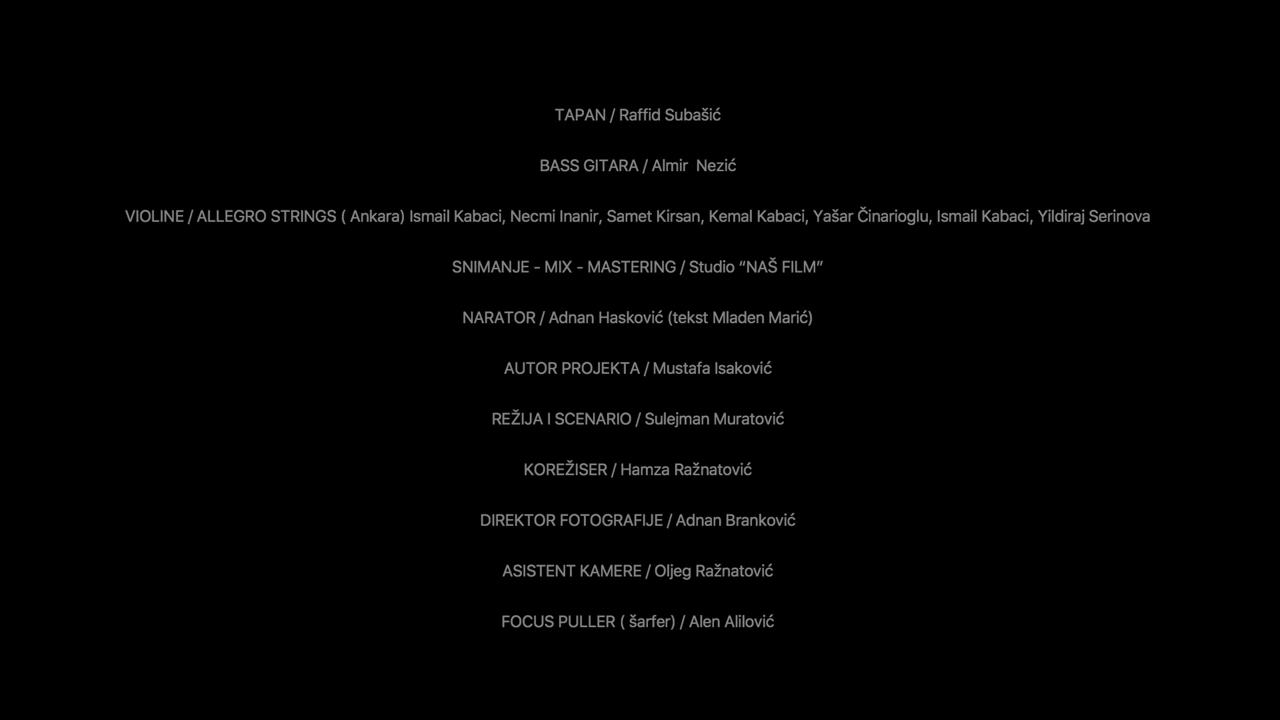 TAPAN / Raffid Subašić
BASS GITARA / Almir  Nezić
VIOLINE / ALLEGRO STRINGS ( Ankara) Ismail Kabaci, Necmi Inanir, Samet Kirsan, Kemal Kabaci, Yašar Činarioglu, Ismail Kabaci, Yildiraj Serinova
SNIMANJE - MIX - MASTERING / Studio “NAŠ FILM”
NARATOR / Adnan Hasković (tekst Mladen Marić)
AUTOR PROJEKTA / Mustafa Isaković
REŽIJA I SCENARIO / Sulejman Muratović
KOREŽISER / Hamza Ražnatović
DIREKTOR FOTOGRAFIJE / Adnan Branković
ASISTENT KAMERE / Oljeg Ražnatović
FOCUS PULLER ( šarfer) / Alen Alilović